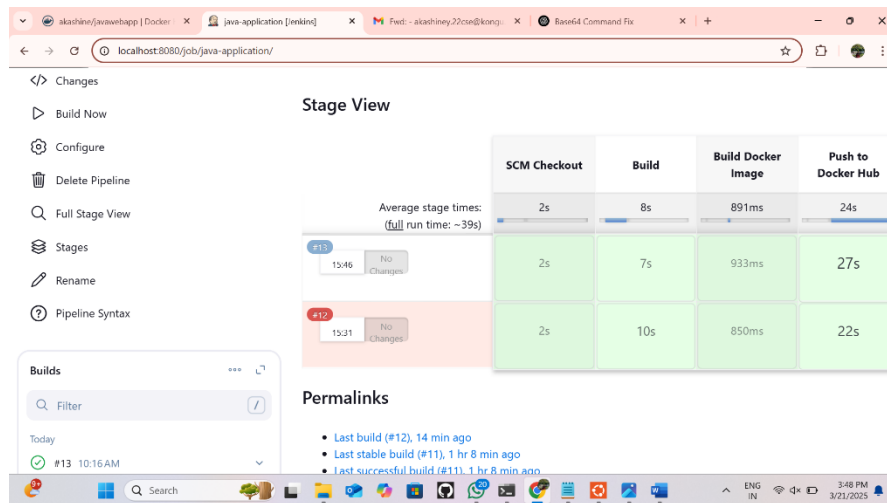 akashine/javawebapp | Docker
java-application [Jenkins]
Fwd: - akashiney.22cse@kongu
Base64 Command Fix
localhost:8080/job/java-application/
Changes
Build Now
Configure
Delete Pipeline
Full Stage View
Stages
Rename
Pipeline Syntax
Builds
Filter
/
Today
#13 10:16 AM
Stage View
SCM Checkout
Build
Build Docker
Image
Push to
Docker Hub
Average stage times:
(full run time: ~39s)
2s
8s
891ms
24s
#13
15:46
No
Changes
2s
7s
933ms
27s
#12
15:31
No
Changes
2s
10s
850ms
22s
Permalinks
Last build (#12), 14 min ago
Last stable build (#11), 1 hr 8 min ago
Last successful build (#11), 1 hr 8 min ago
Search
20
ENG
IN
3:48 PM
3/21/2025